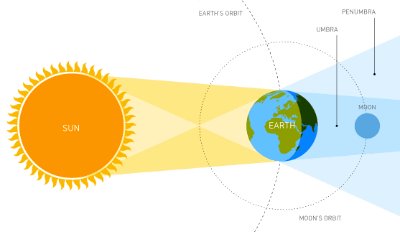 PENUMBRA
EARTH'S ORBIT
UMBRA
MOON
SUN
EARTH
MOON'S ORBIT